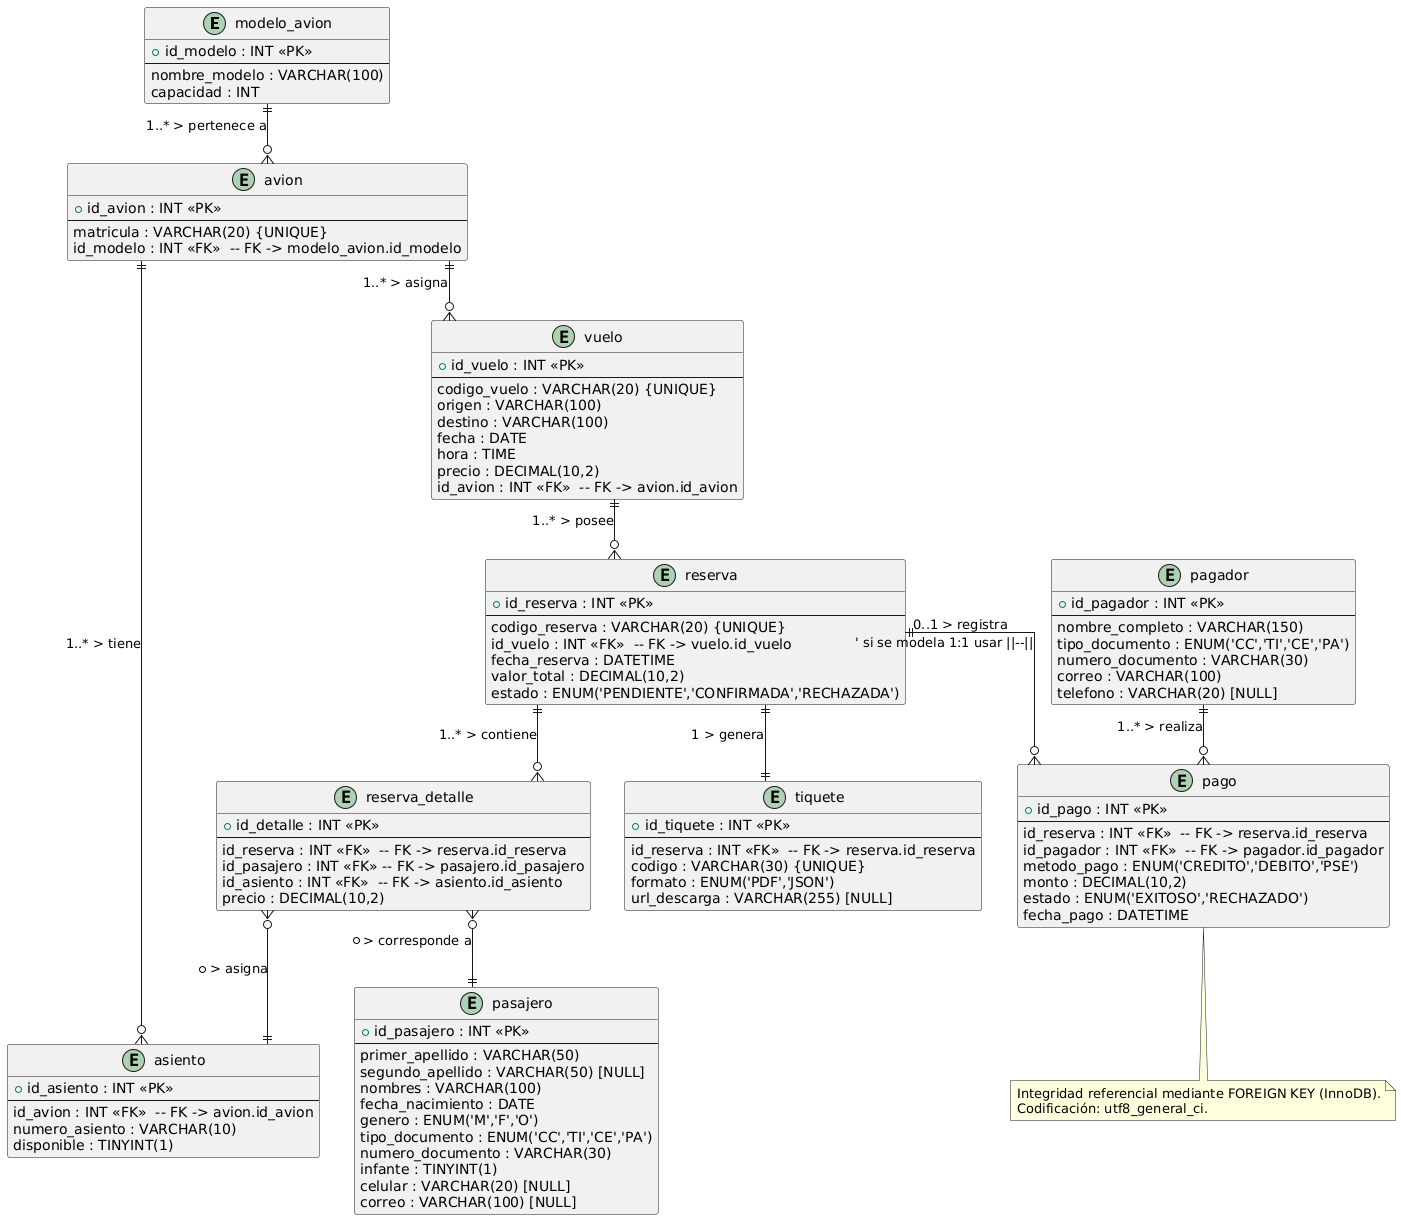 E modelo_avion
id_modelo : INT «PK»
nombre_modelo : VARCHAR(100)
capacidad : INT
1..* > pertenece a
E avion
id_avion : INT «PK»
matricula : VARCHAR(20) {UNIQUE}
id_modelo : INT «FK»  -- FK -> modelo_avion.id_modelo
1..* > asigna
E vuelo
id_vuelo : INT «PK»
codigo_vuelo : VARCHAR(20) {UNIQUE}
origen : VARCHAR(100)
destino : VARCHAR(100)
fecha : DATE
hora : TIME
precio : DECIMAL(10,2)
id_avion : INT «FK»  -- FK -> avion.id_avion
1..* > posee
1..* > tiene
E reserva
id_reserva : INT «PK»
codigo_reserva : VARCHAR(20) {UNIQUE}
id_vuelo : INT «FK»  -- FK -> vuelo.id_vuelo
fecha_reserva : DATETIME
valor_total : DECIMAL(10,2)
estado : ENUM('PENDIENTE','CONFIRMADA','RECHAZADA')
0..1 > registra
' si se modela 1:1 usar ||--||
E pagador
id_pagador : INT «PK»
nombre_completo : VARCHAR(150)
tipo_documento : ENUM('CC','TI','CE','PA')
numero_documento : VARCHAR(30)
correo : VARCHAR(100)
telefono : VARCHAR(20) [NULL]
1..* > contiene
1 > genera
1..* > realiza
E reserva_detalle
id_detalle : INT «PK»
id_reserva : INT «FK»  -- FK -> reserva.id_reserva
id_pasajero : INT «FK» -- FK -> pasajero.id_pasajero
id_asiento : INT «FK»  -- FK -> asiento.id_asiento
precio : DECIMAL(10,2)
E tiquete
id_tiquete : INT «PK»
id_reserva : INT «FK»  -- FK -> reserva.id_reserva
codigo : VARCHAR(30) {UNIQUE}
formato : ENUM('PDF','JSON')
url_descarga : VARCHAR(255) [NULL]
E pago
id_pago : INT «PK»
id_reserva : INT «FK»  -- FK -> reserva.id_reserva
id_pagador : INT «FK»  -- FK -> pagador.id_pagador
metodo_pago : ENUM('CREDITO','DEBITO','PSE')
monto : DECIMAL(10,2)
estado : ENUM('EXITOSO','RECHAZADO')
fecha_pago : DATETIME
> corresponde a
> asigna
E asiento
id_asiento : INT «PK»
id_avion : INT «FK»  -- FK -> avion.id_avion
numero_asiento : VARCHAR(10)
disponible : TINYINT(1)
E pasajero
id_pasajero : INT «PK»
primer_apellido : VARCHAR(50)
segundo_apellido : VARCHAR(50) [NULL]
nombres : VARCHAR(100)
fecha_nacimiento : DATE
genero : ENUM('M','F','O')
tipo_documento : ENUM('CC','TI','CE','PA')
numero_documento : VARCHAR(30)
infante : TINYINT(1)
celular : VARCHAR(20) [NULL]
correo : VARCHAR(100) [NULL]
Integridad referencial mediante FOREIGN KEY (InnoDB).
Codificación: utf8_general_ci.